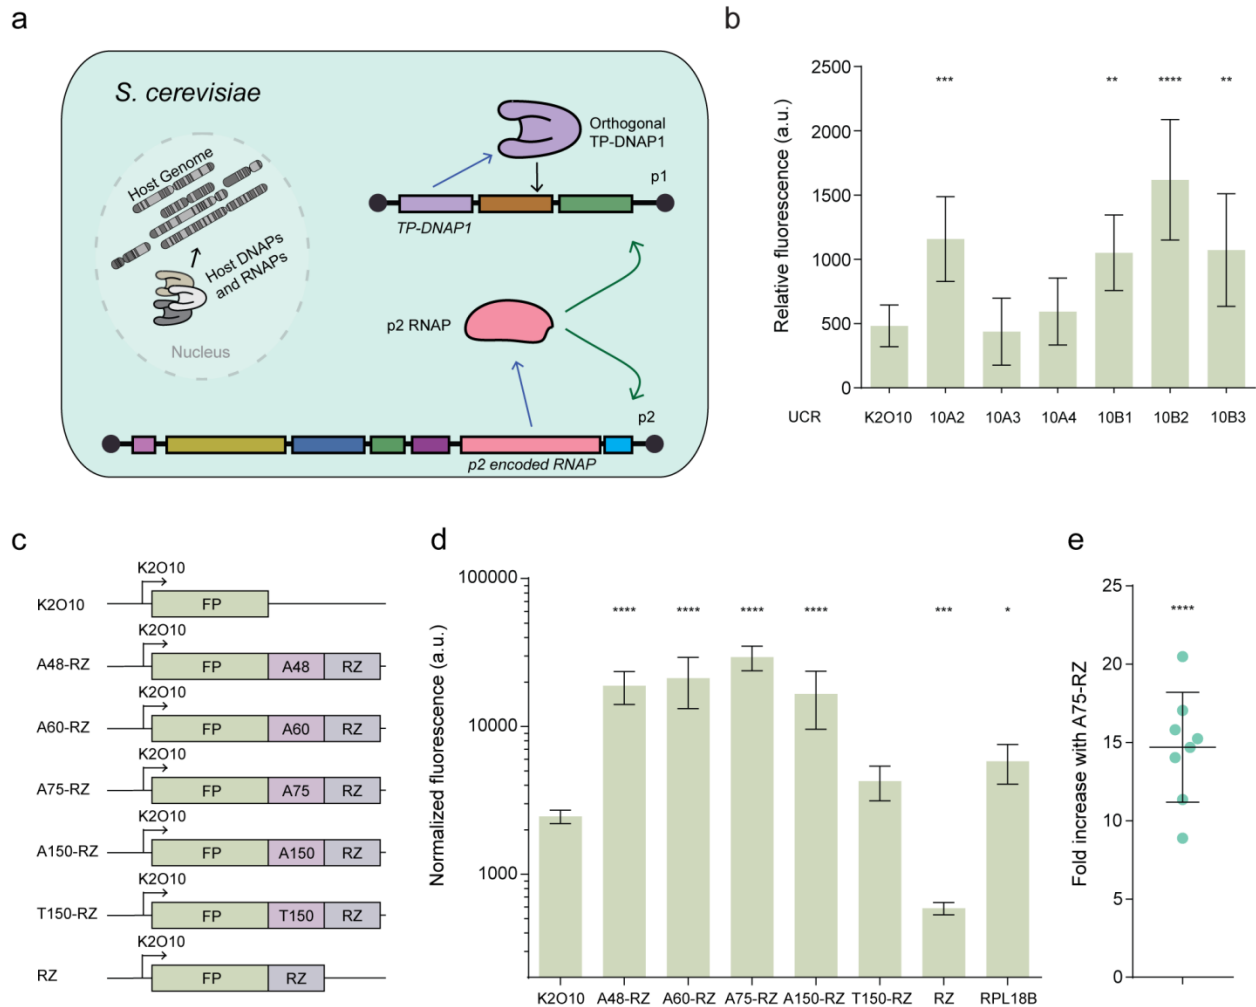 a
S. cerevisiae
Host Genome
Host DNAPs
and RNAPs
Nucleus
Orthogonal
TP-DNAP1
p1
TP-DNAP1
p2 RNAP
p2
p2 encoded RNAP
b
Relative fluorescence (a.u.)
2500
2000
1500
1000
500
0
*** ** **** **
UCR K2O10 10A2 10A3 10A4 10B1 10B2 10B3
c
K2O10
K2O10 FP
K2O10
A48-RZ FP A48 RZ
K2O10
A60-RZ FP A60 RZ
K2O10
A75-RZ FP A75 RZ
K2O10
A150-RZ FP A150 RZ
K2O10
T150-RZ FP T150 RZ
K2O10
RZ FP RZ
d
Normalized fluorescence (a.u.)
100000
10000
1000
**** **** **** **** *** *
K2O10 A48-RZ A60-RZ A75-RZ A150-RZ T150-RZ RZ RPL18B
e
Fold increase with A75-RZ
25
20
15
10
5
0
****